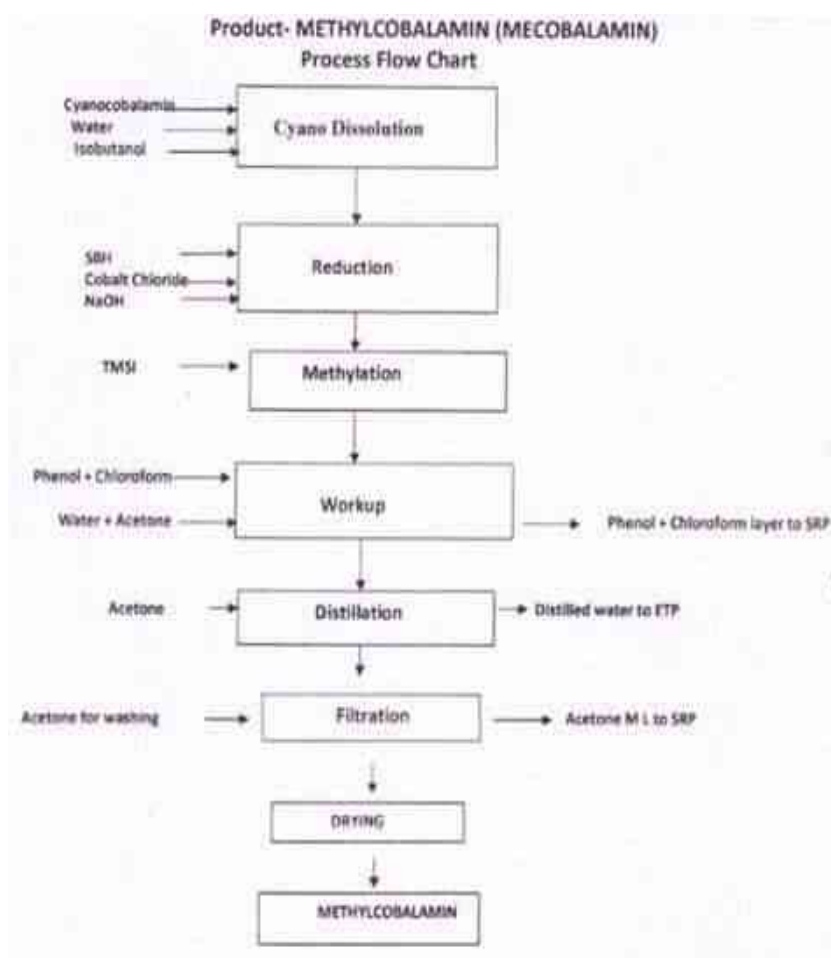 Product- METHYLCOBALAMIN (MECOBALAMIN)
Process Flow Chart
Cyanocobalamin
Water
Isobutanol
Cyano Dissolution
SBH
Cobalt Chloride
NaOH
Reduction
TMSI
Methylation
Phenol + Chloroform
Water + Acetone
Workup
Phenol + Chloroform layer to SRP
Acetone
Distillation
Distilled water to ETP
Acetone for washing
Filtration
Acetone M L to SRP
DRYING
METHYLCOBALAMIN